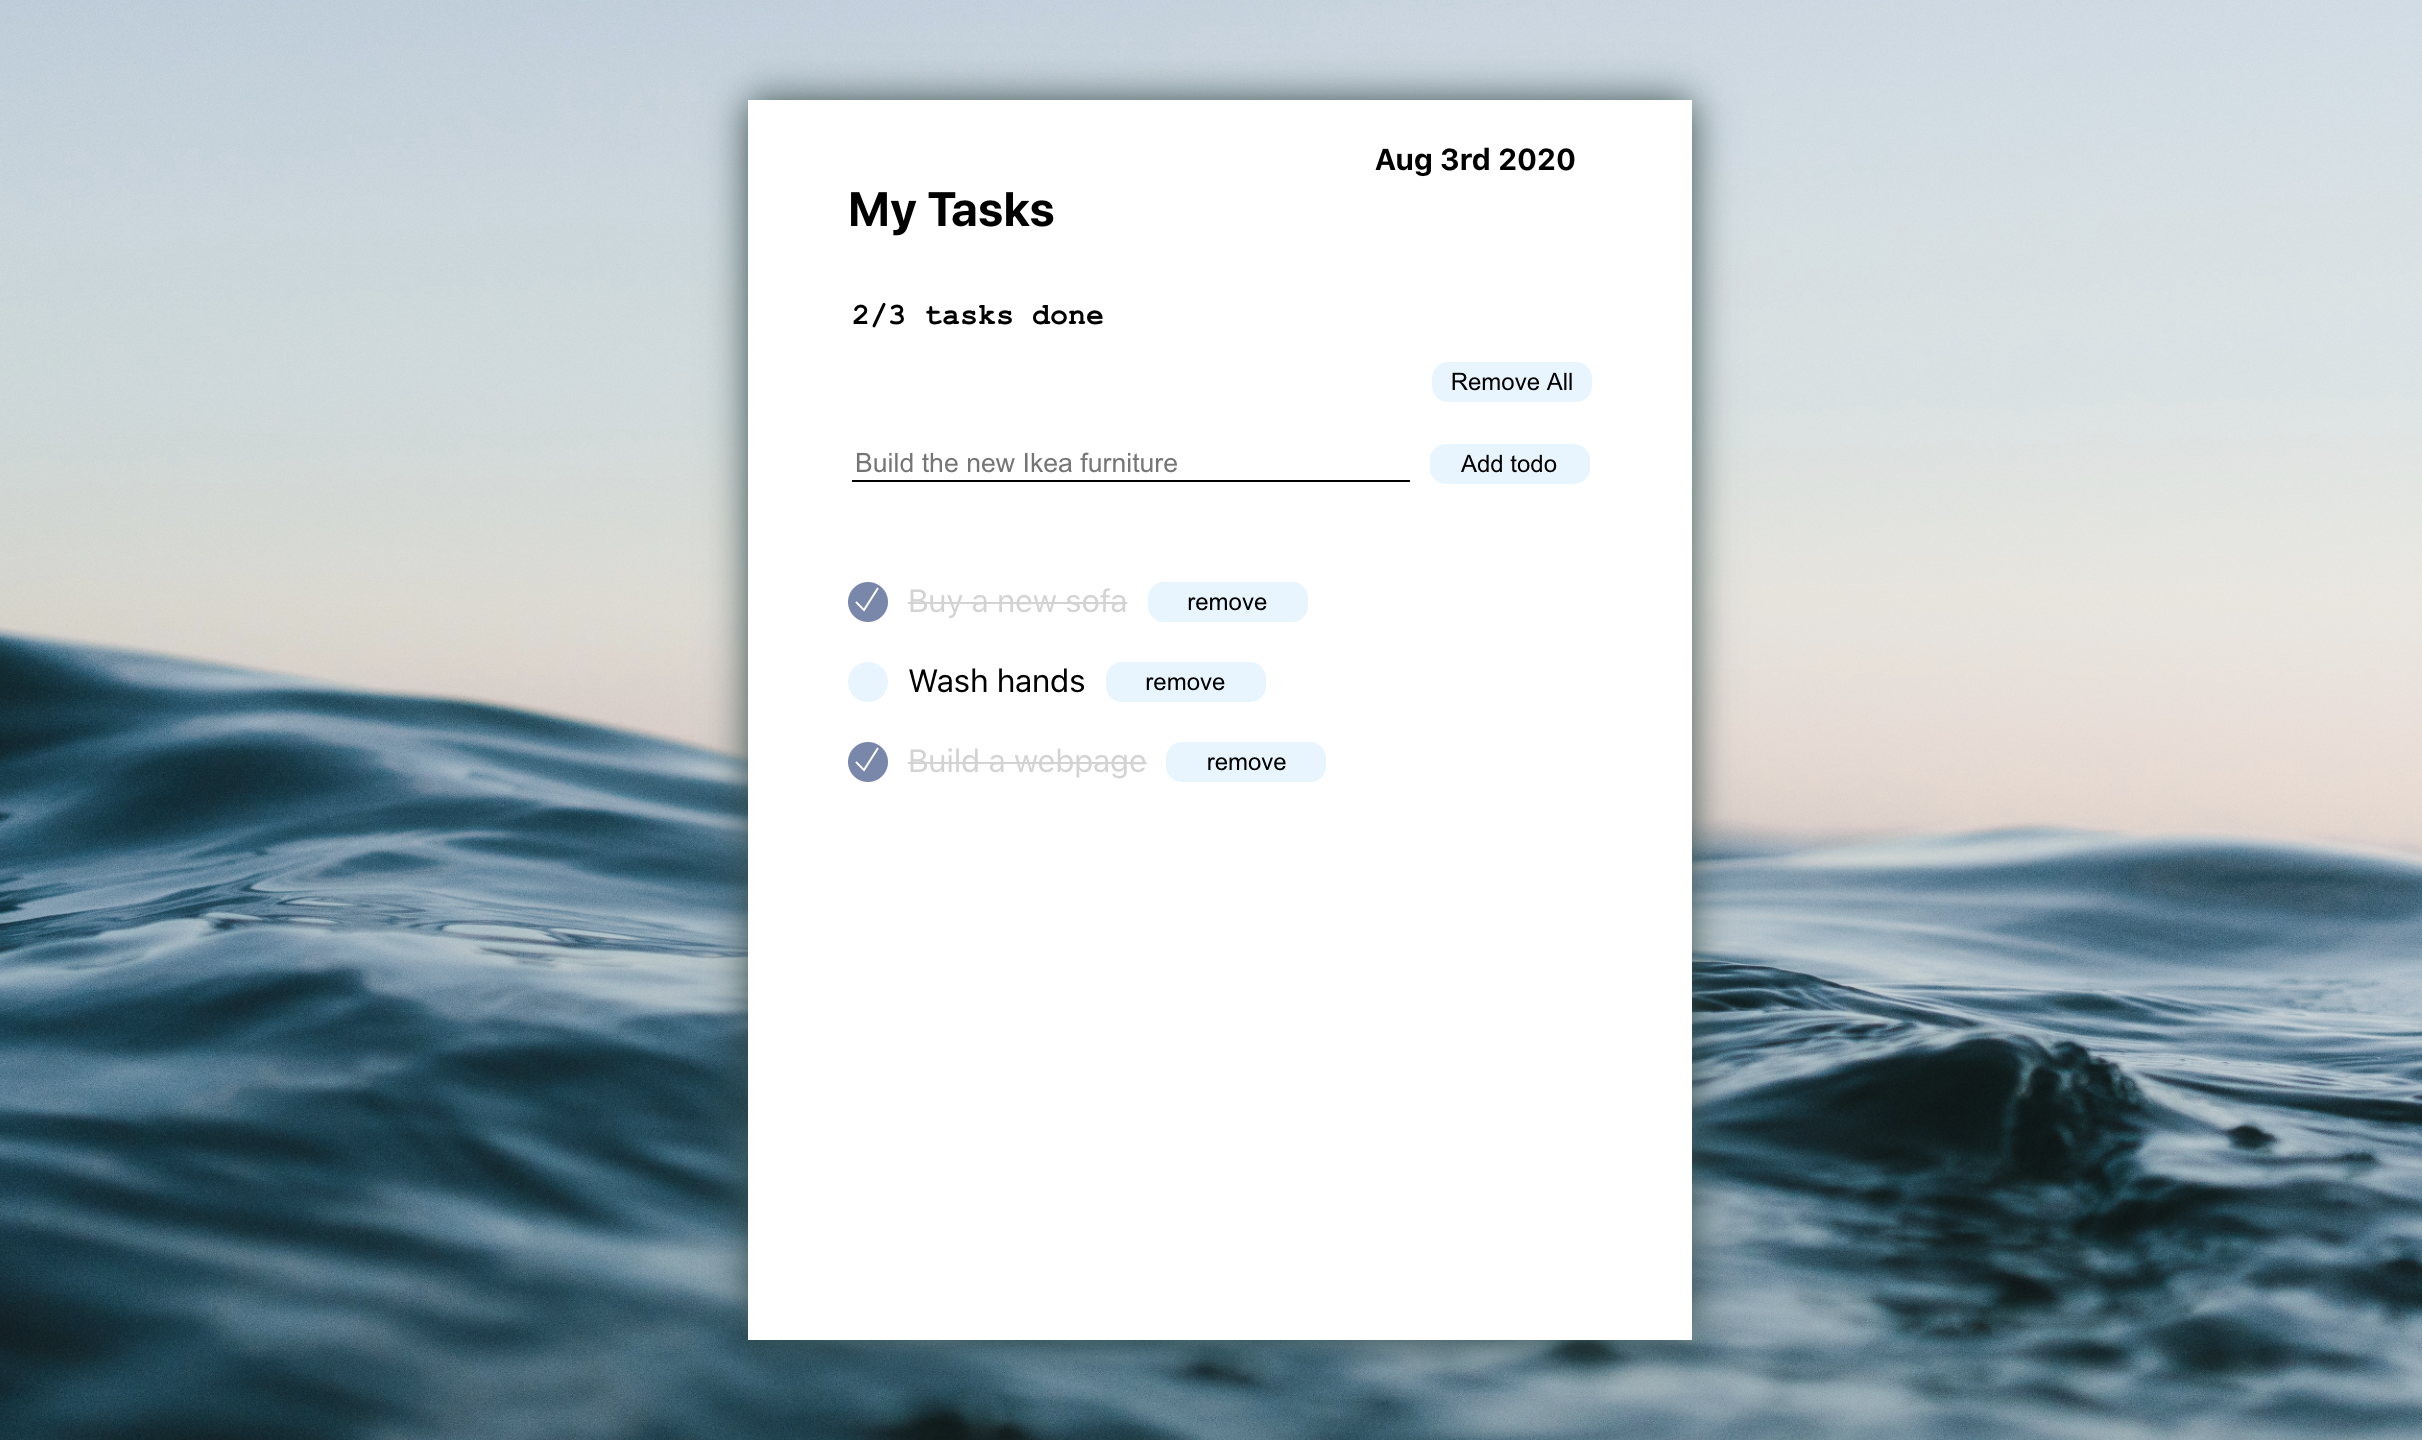 Aug 3rd 2020
My Tasks
2/3 tasks done
Remove All
Build the new Ikea furniture Add todo
Buy a new sofa remove
Wash hands remove
Build a webpage remove